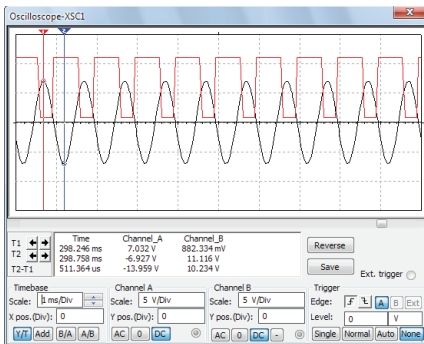 Oscilloscope-XSC1
1 2
Time Channel_A Channel_B
T1 298.246 ms 7.032 V 882.334 mV
T2 298.758 ms -6.927 V 11.116 V
T2-T1 511.364 us -13.959 V 10.234 V
Reverse
Save
Ext. trigger
Timebase Channel A Channel B Trigger
Scale: 1 ms/Div Scale: 5 V/Div Scale: 5 V/Div Edge: A B Ext
X pos.(Div): 0 Y pos.(Div): 0 Y pos.(Div): 0 Level: 0 V
Y/T Add B/A A/B AC 0 DC AC 0 DC - Single Normal Auto None